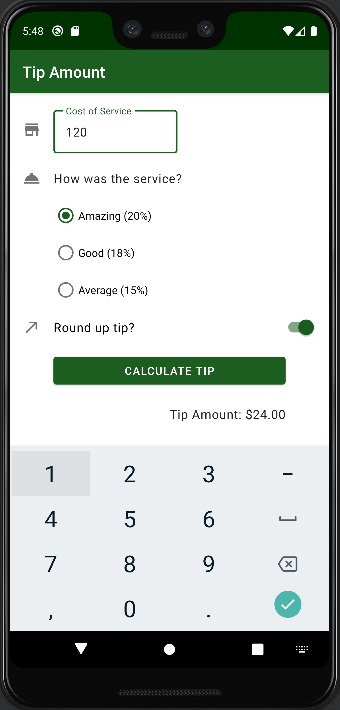 5:48
Tip Amount
Cost of Service
120
How was the service?
Amazing (20%)
Good (18%)
Average (15%)
Round up tip?
CALCULATE TIP
Tip Amount: $24.00
1 2 3 -
4 5 6
7 8 9
, 0 .